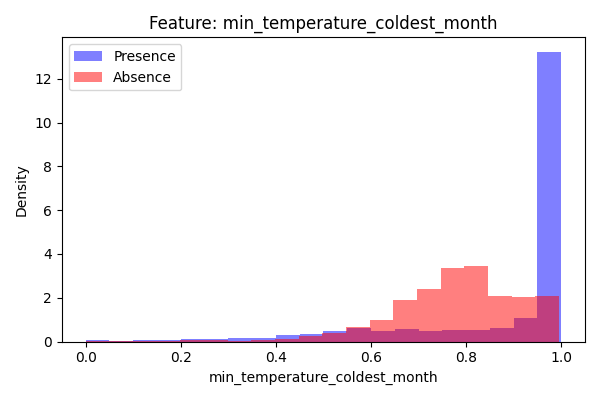 Feature: min_temperature_coldest_month
Presence
Absence
Density
12
10
8
6
4
2
0
0.0 0.2 0.4 0.6 0.8 1.0
min_temperature_coldest_month